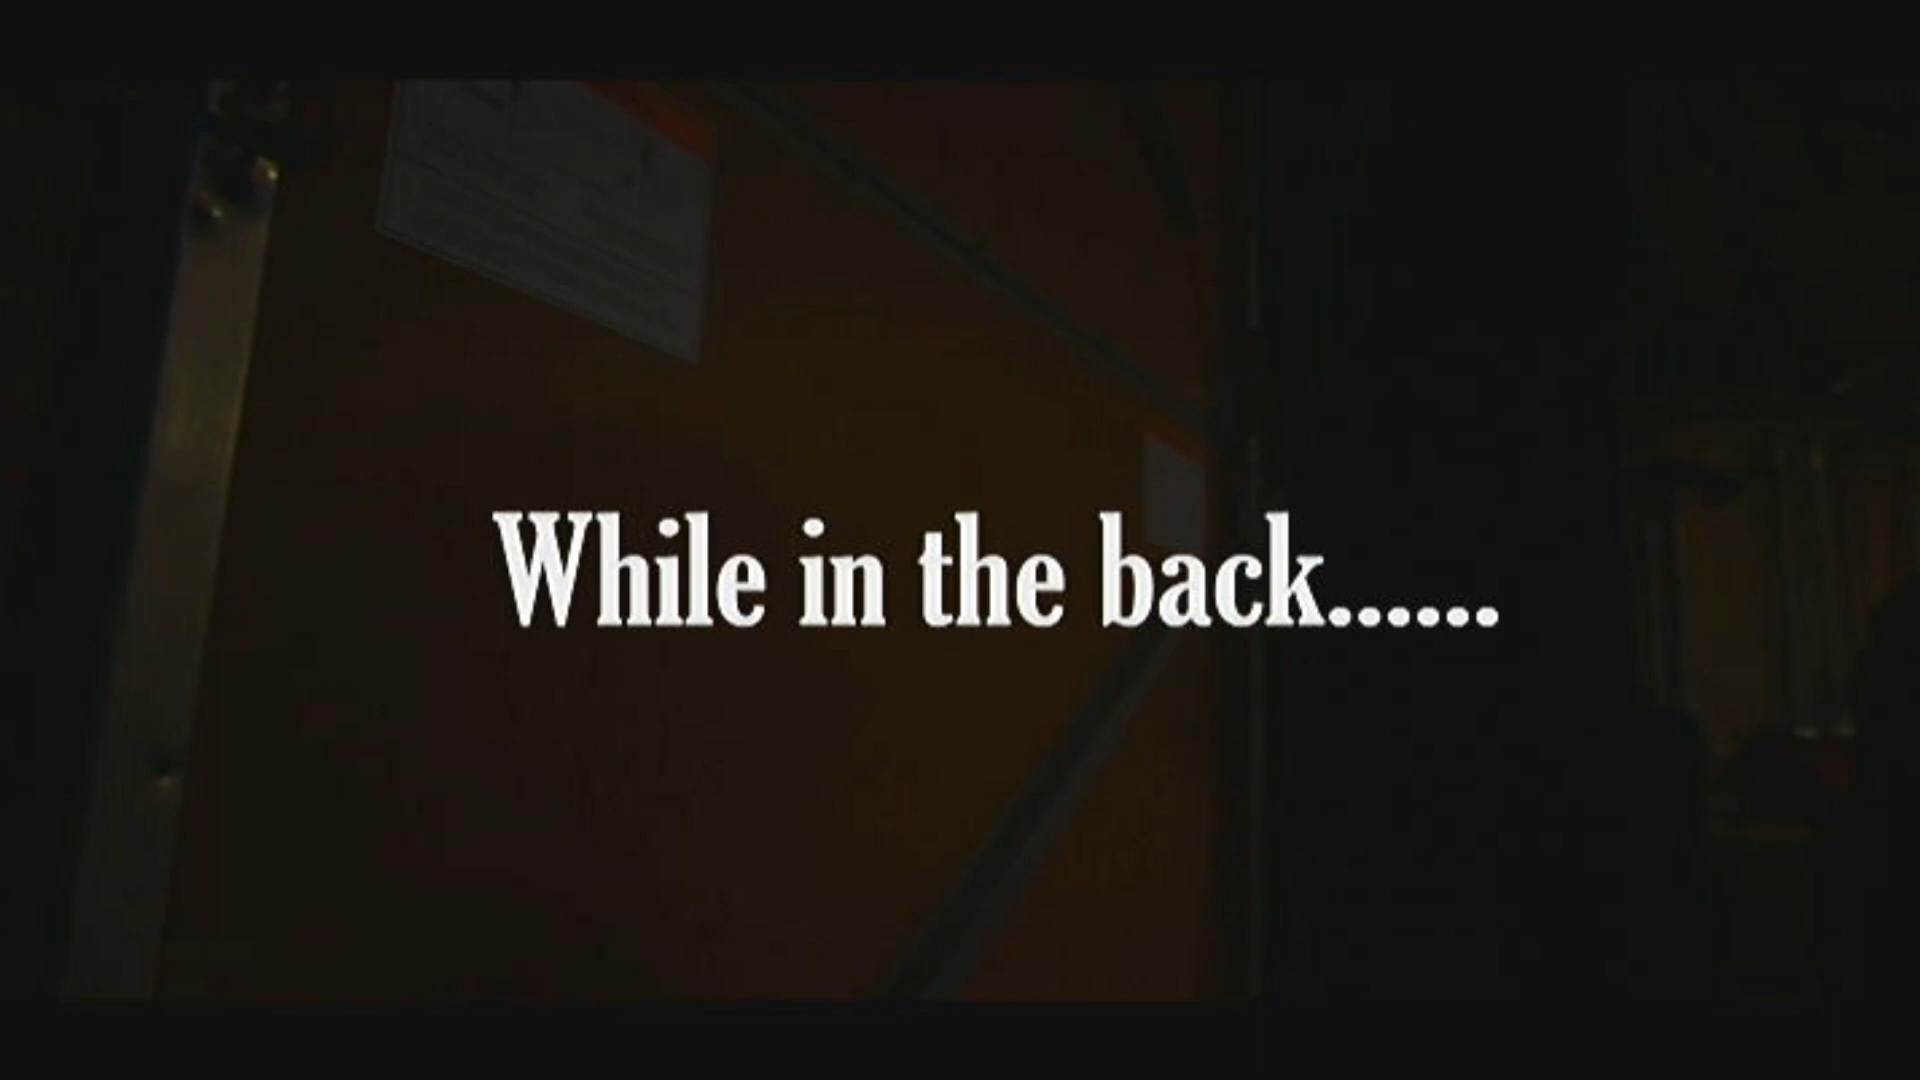 While in the back......